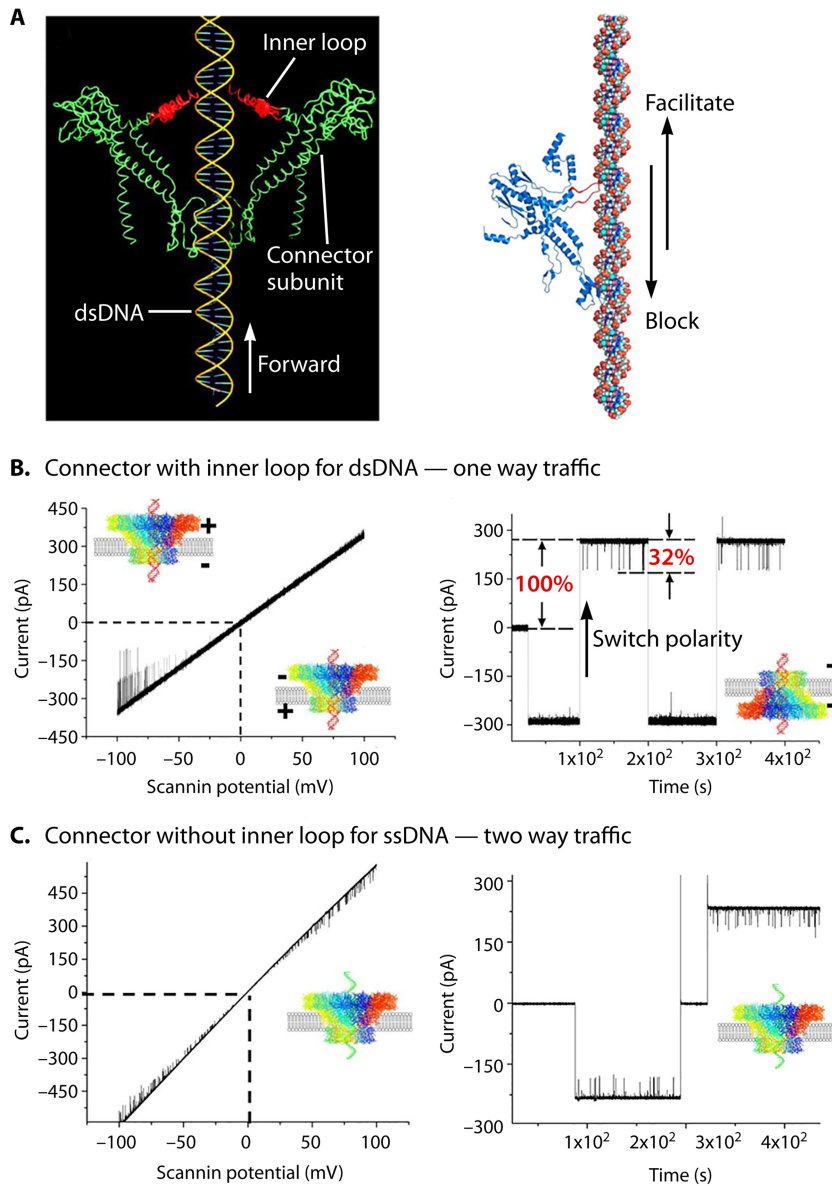 A
Inner loop
Connector
subunit
dsDNA
Forward
Facilitate
Block
B. Connector with inner loop for dsDNA — one way traffic
Current (pA)
450
300
150
0
−150
−300
−450
−100
−50
0
50
100
Scannin potential (mV)
+
-
-
+
Current (pA)
300
150
0
−150
−300
100%
32%
Switch polarity
-
-
1x10²
2x10²
3x10²
4x10²
Time (s)
C. Connector without inner loop for ssDNA — two way traffic
Current (pA)
450
300
450
0
−150
−300
−450
−100
−50
0
50
100
Scannin potential (mV)
Current (pA)
300
150
0
−150
−300
1x10²
2x10²
3x10²
4x10²
Time (s)